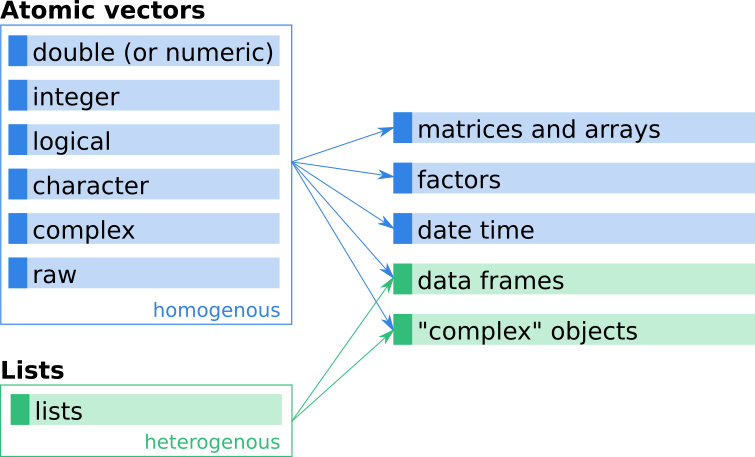 Atomic vectors
double (or numeric)
integer
logical
character
complex
raw
homogenous
Lists
lists
heterogenous
matrices and arrays
factors
date time
data frames
"complex" objects